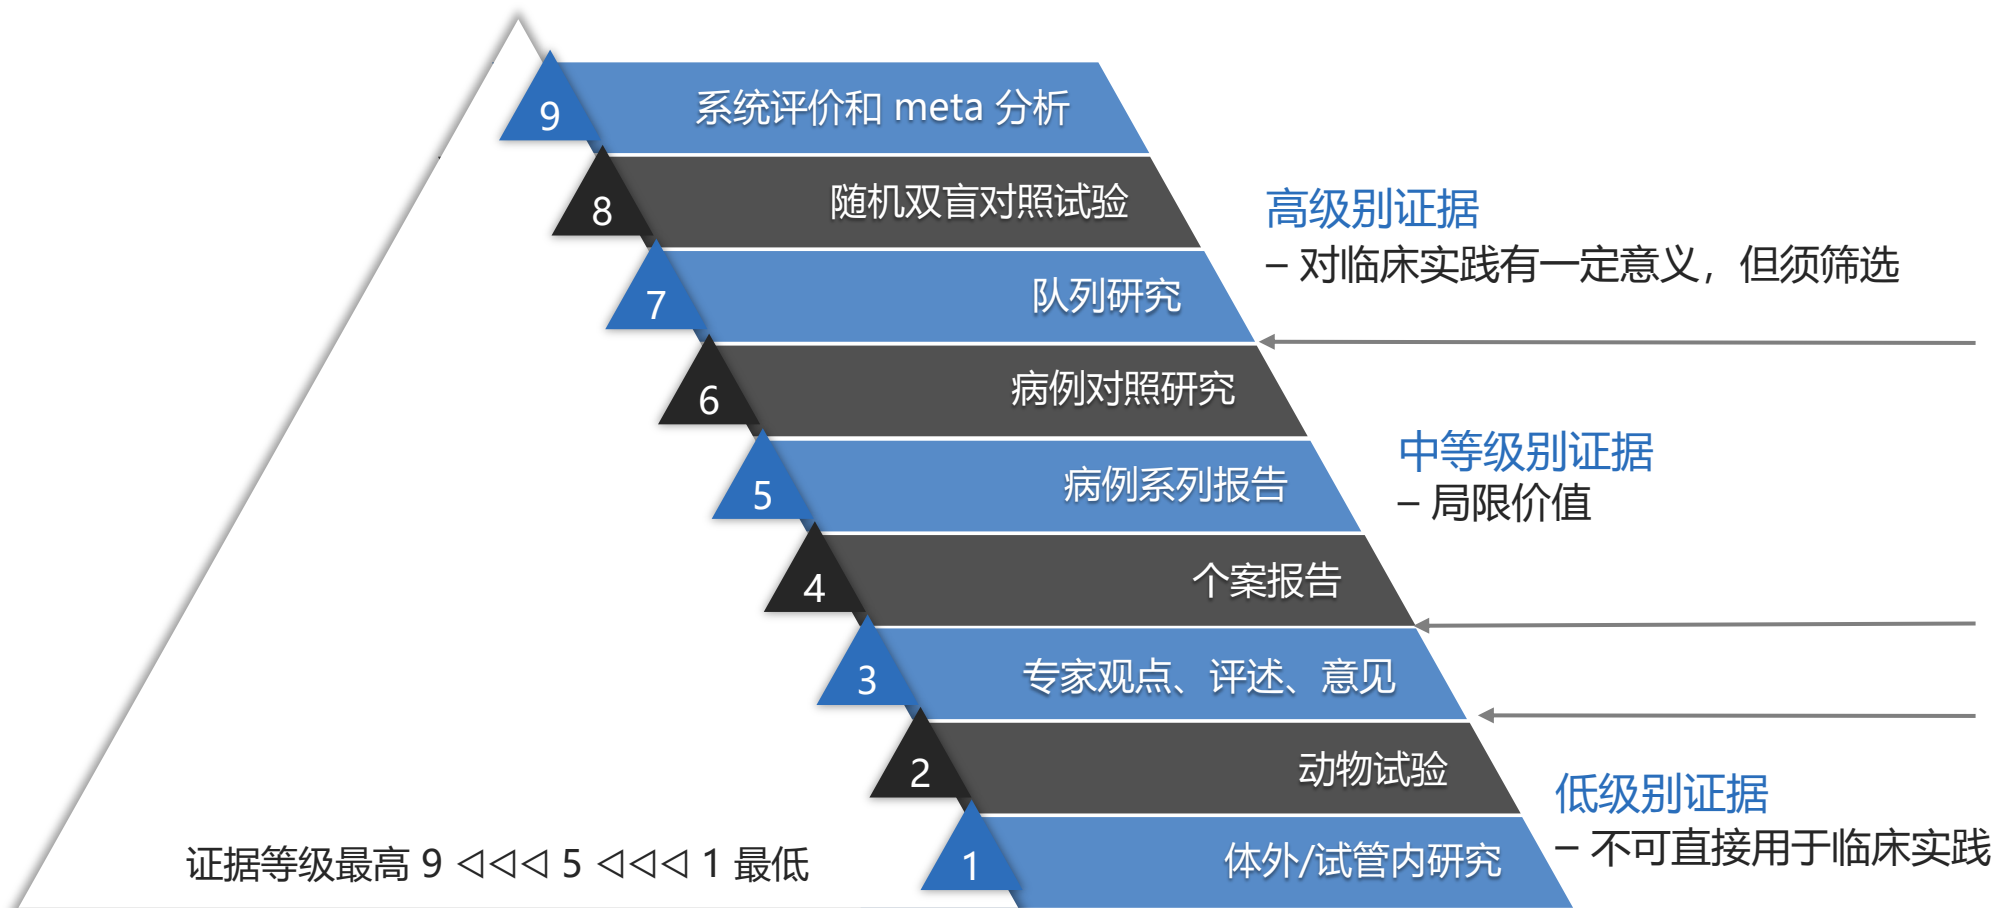 9
系统评价和 meta 分析
8
随机双盲对照试验
7
队列研究
高级别证据
– 对临床实践有一定意义，但须筛选
6
病例对照研究
5
病例系列报告
中等级别证据
– 局限价值
4
个案报告
3
专家观点、评述、意见
2
动物试验
1
体外/试管内研究
低级别证据
– 不可直接用于临床实践
证据等级最高 9 ◁◁◁ 5 ◁◁◁ 1 最低